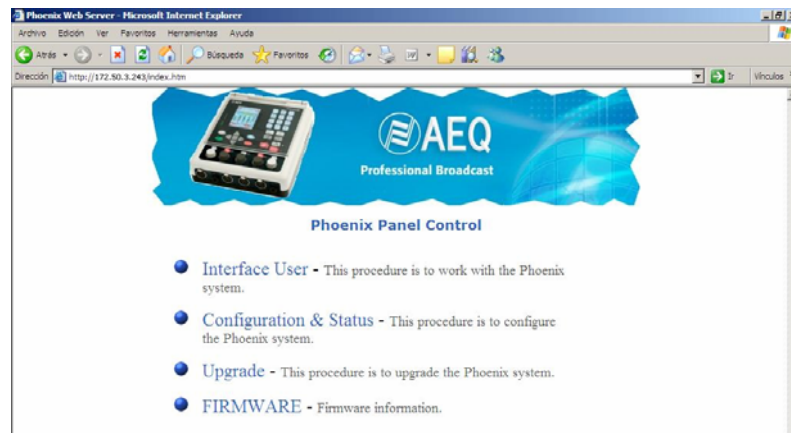 Phoenix Web Server - Microsoft Internet Explorer
Archivo Edición Ver Favoritos Herramientas Ayuda
Atrás Búsqueda Favoritos
Dirección http://172.50.3.243/index.htm Ir Vínculos
AEQ
Professional Broadcast
Phoenix Panel Control
Interface User - This procedure is to work with the Phoenix
system.
Configuration & Status - This procedure is to configure
the Phoenix system.
Upgrade - This procedure is to upgrade the Phoenix system.
FIRMWARE - Firmware information.